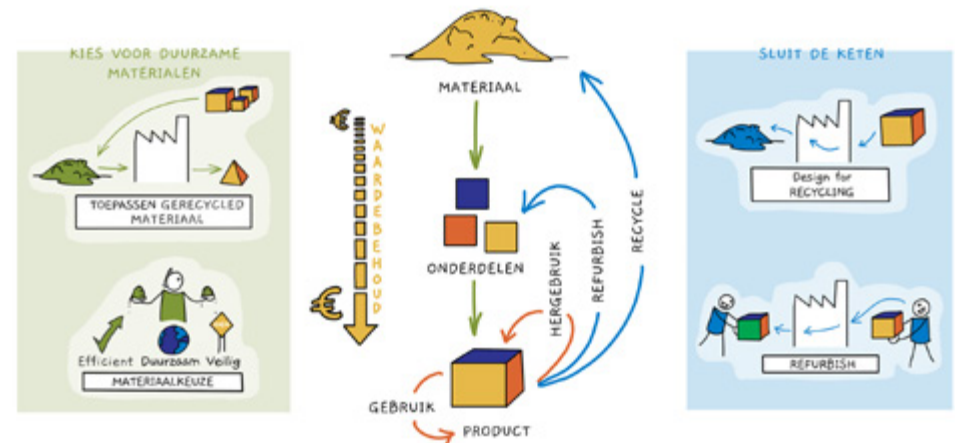 KIES VOOR DUURZAME
MATERIALEN
TOEPASSEN GERECYCLED
MATERIAAL
Efficient Duurzaam Veilig
MATERIAALKEUZE
€
WAARDEBEHOUD
€
MATERIAAL
ONDERDELEN
HERGEBRUIK
REFURBISH
RECYCLE
GEBRUIK
PRODUCT
SLUIT DE KETEN
Design for
RECYCLING
REFURBISH